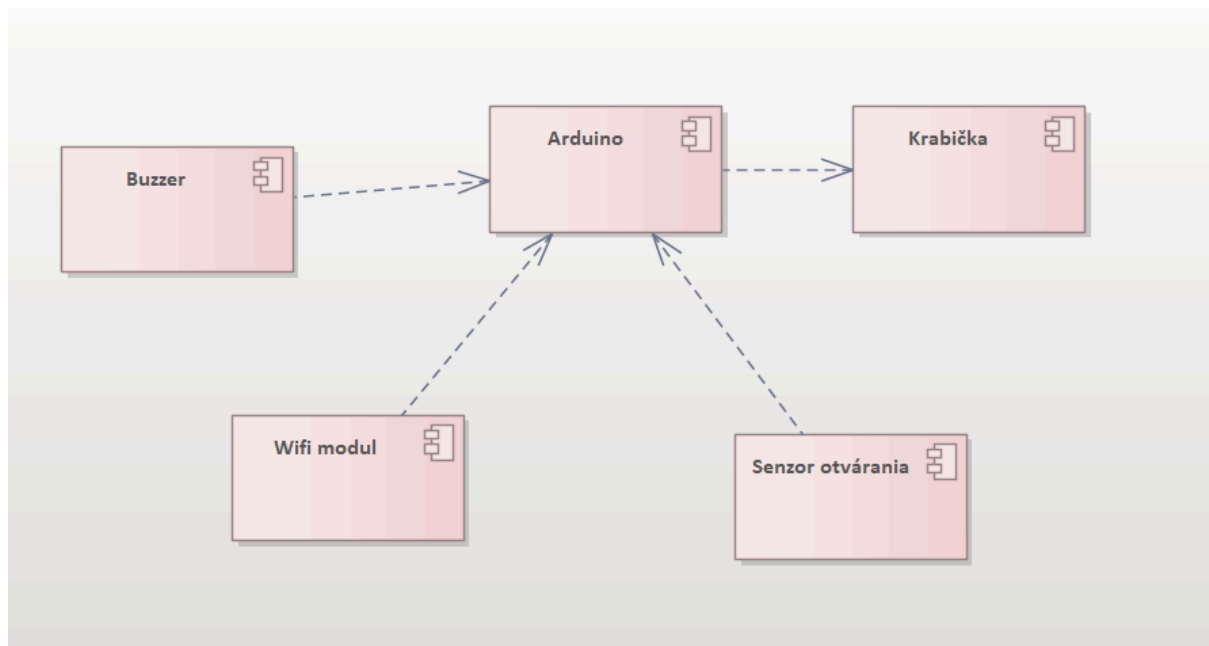 Arduino
Krabička
Buzzer
Wifi modul
Senzor otvárania